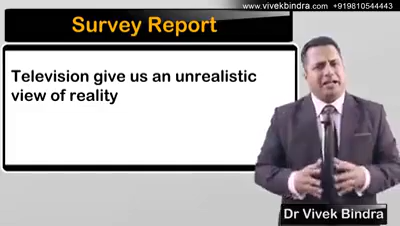 www.vivekbindra.com +919810544443
Survey Report
Television give us an unrealistic
view of reality
Dr Vivek Bindra